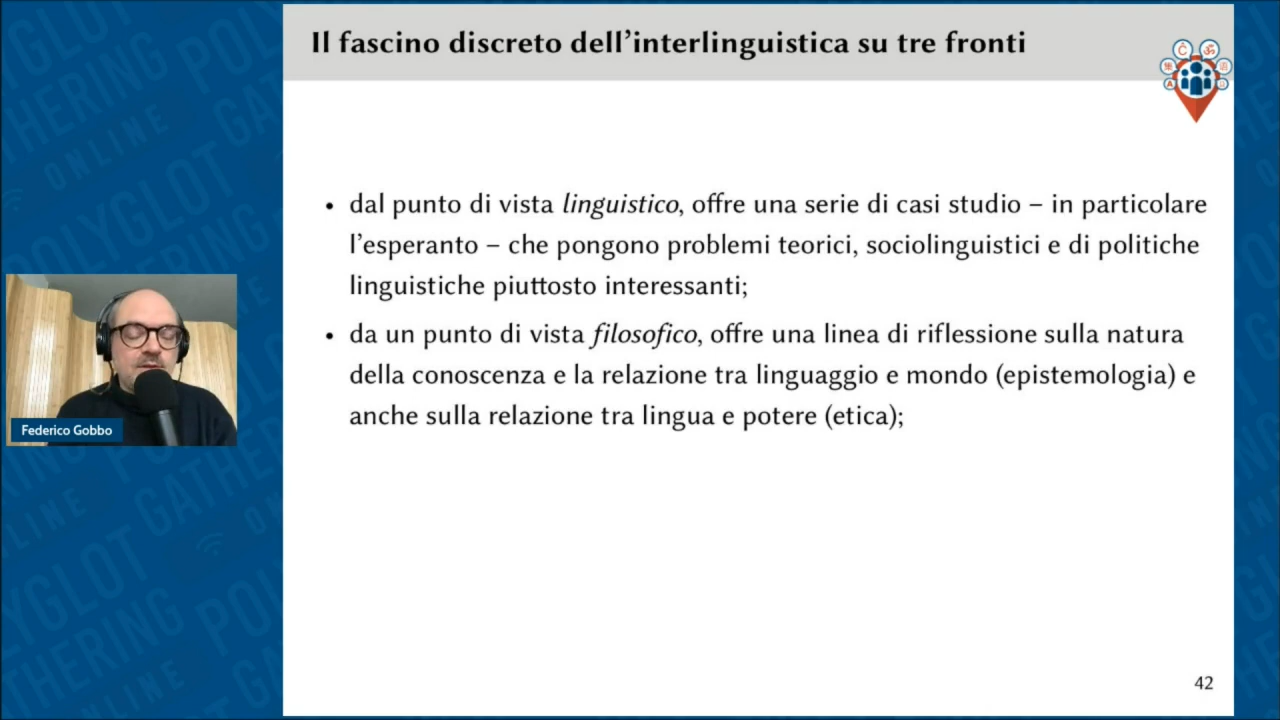 Il fascino discreto dell’interlinguistica su tre fronti
• dal punto di vista linguistico, offre una serie di casi studio – in particolare
l’esperanto – che pongono problemi teorici, sociolinguistici e di politiche
linguistiche piuttosto interessanti;
• da un punto di vista filosofico, offre una linea di riflessione sulla natura
della conoscenza e la relazione tra linguaggio e mondo (epistemologia) e
anche sulla relazione tra lingua e potere (etica);
Federico Gobbo
42
POLYGLOT
GATHERING
ONLINE